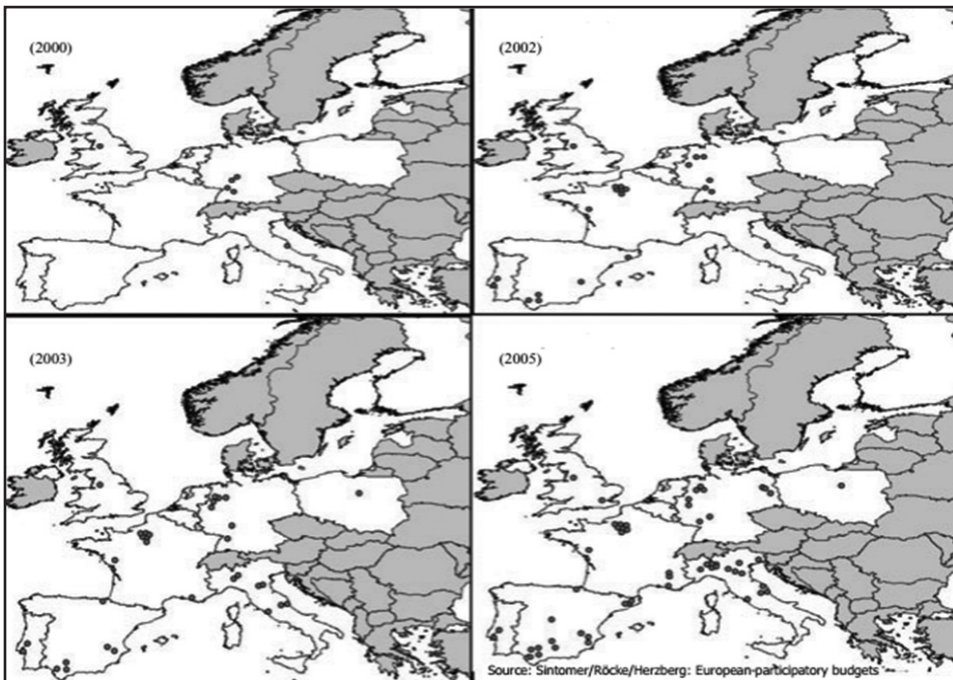 (2000)
(2002)
(2003)
(2005)
Source: Sintomer/Röcke/Herzberg: European-participatory budgets